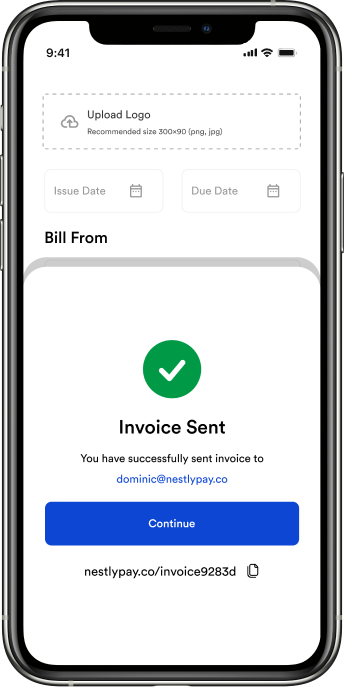 9:41
Upload Logo
Recommended size 300×90 (png, jpg)
Issue Date
Due Date
Bill From
Invoice Sent
You have successfully sent invoice to
dominic@nestlypay.co
Continue
nestlypay.co/invoice9283d